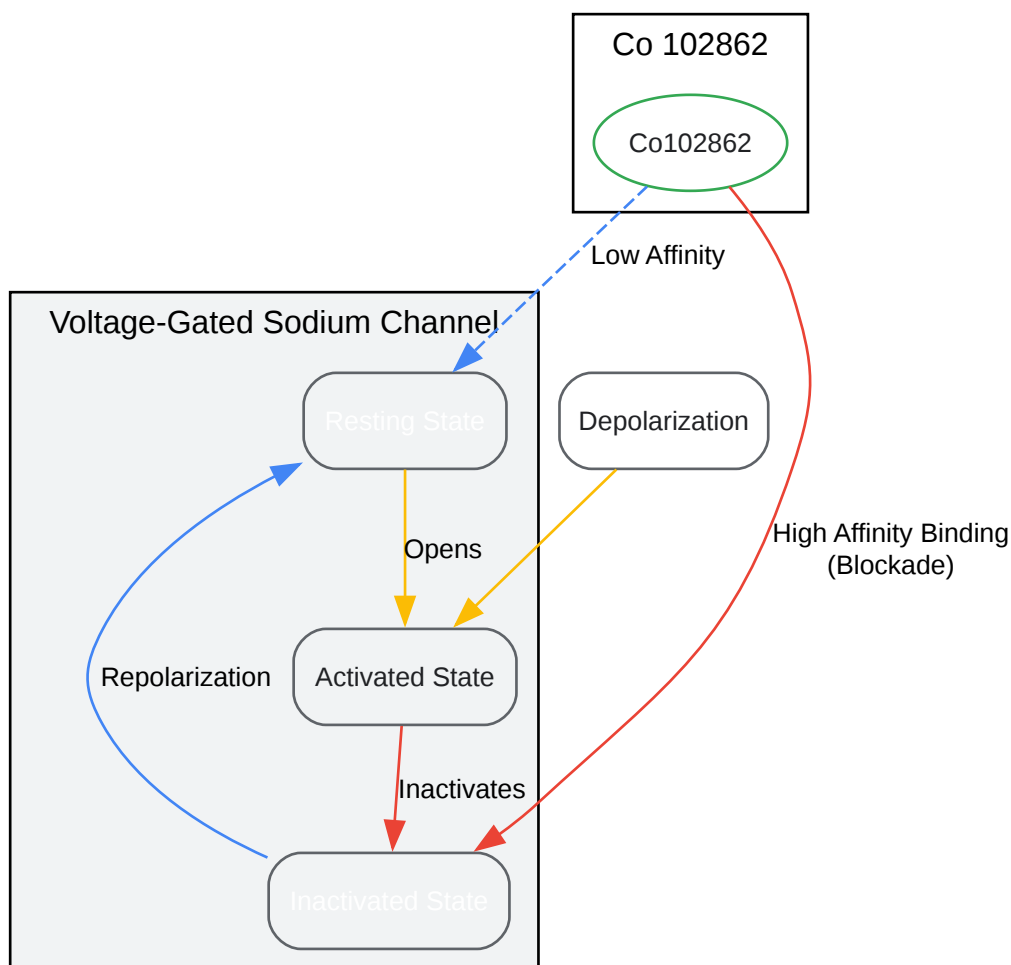 Co 102862
Co102862
Low Affinity
Voltage-Gated Sodium Channel
Resting State
Depolarization
Opens
High Affinity Binding
(Blockade)
Repolarization
Activated State
Inactivates
Inactivated State